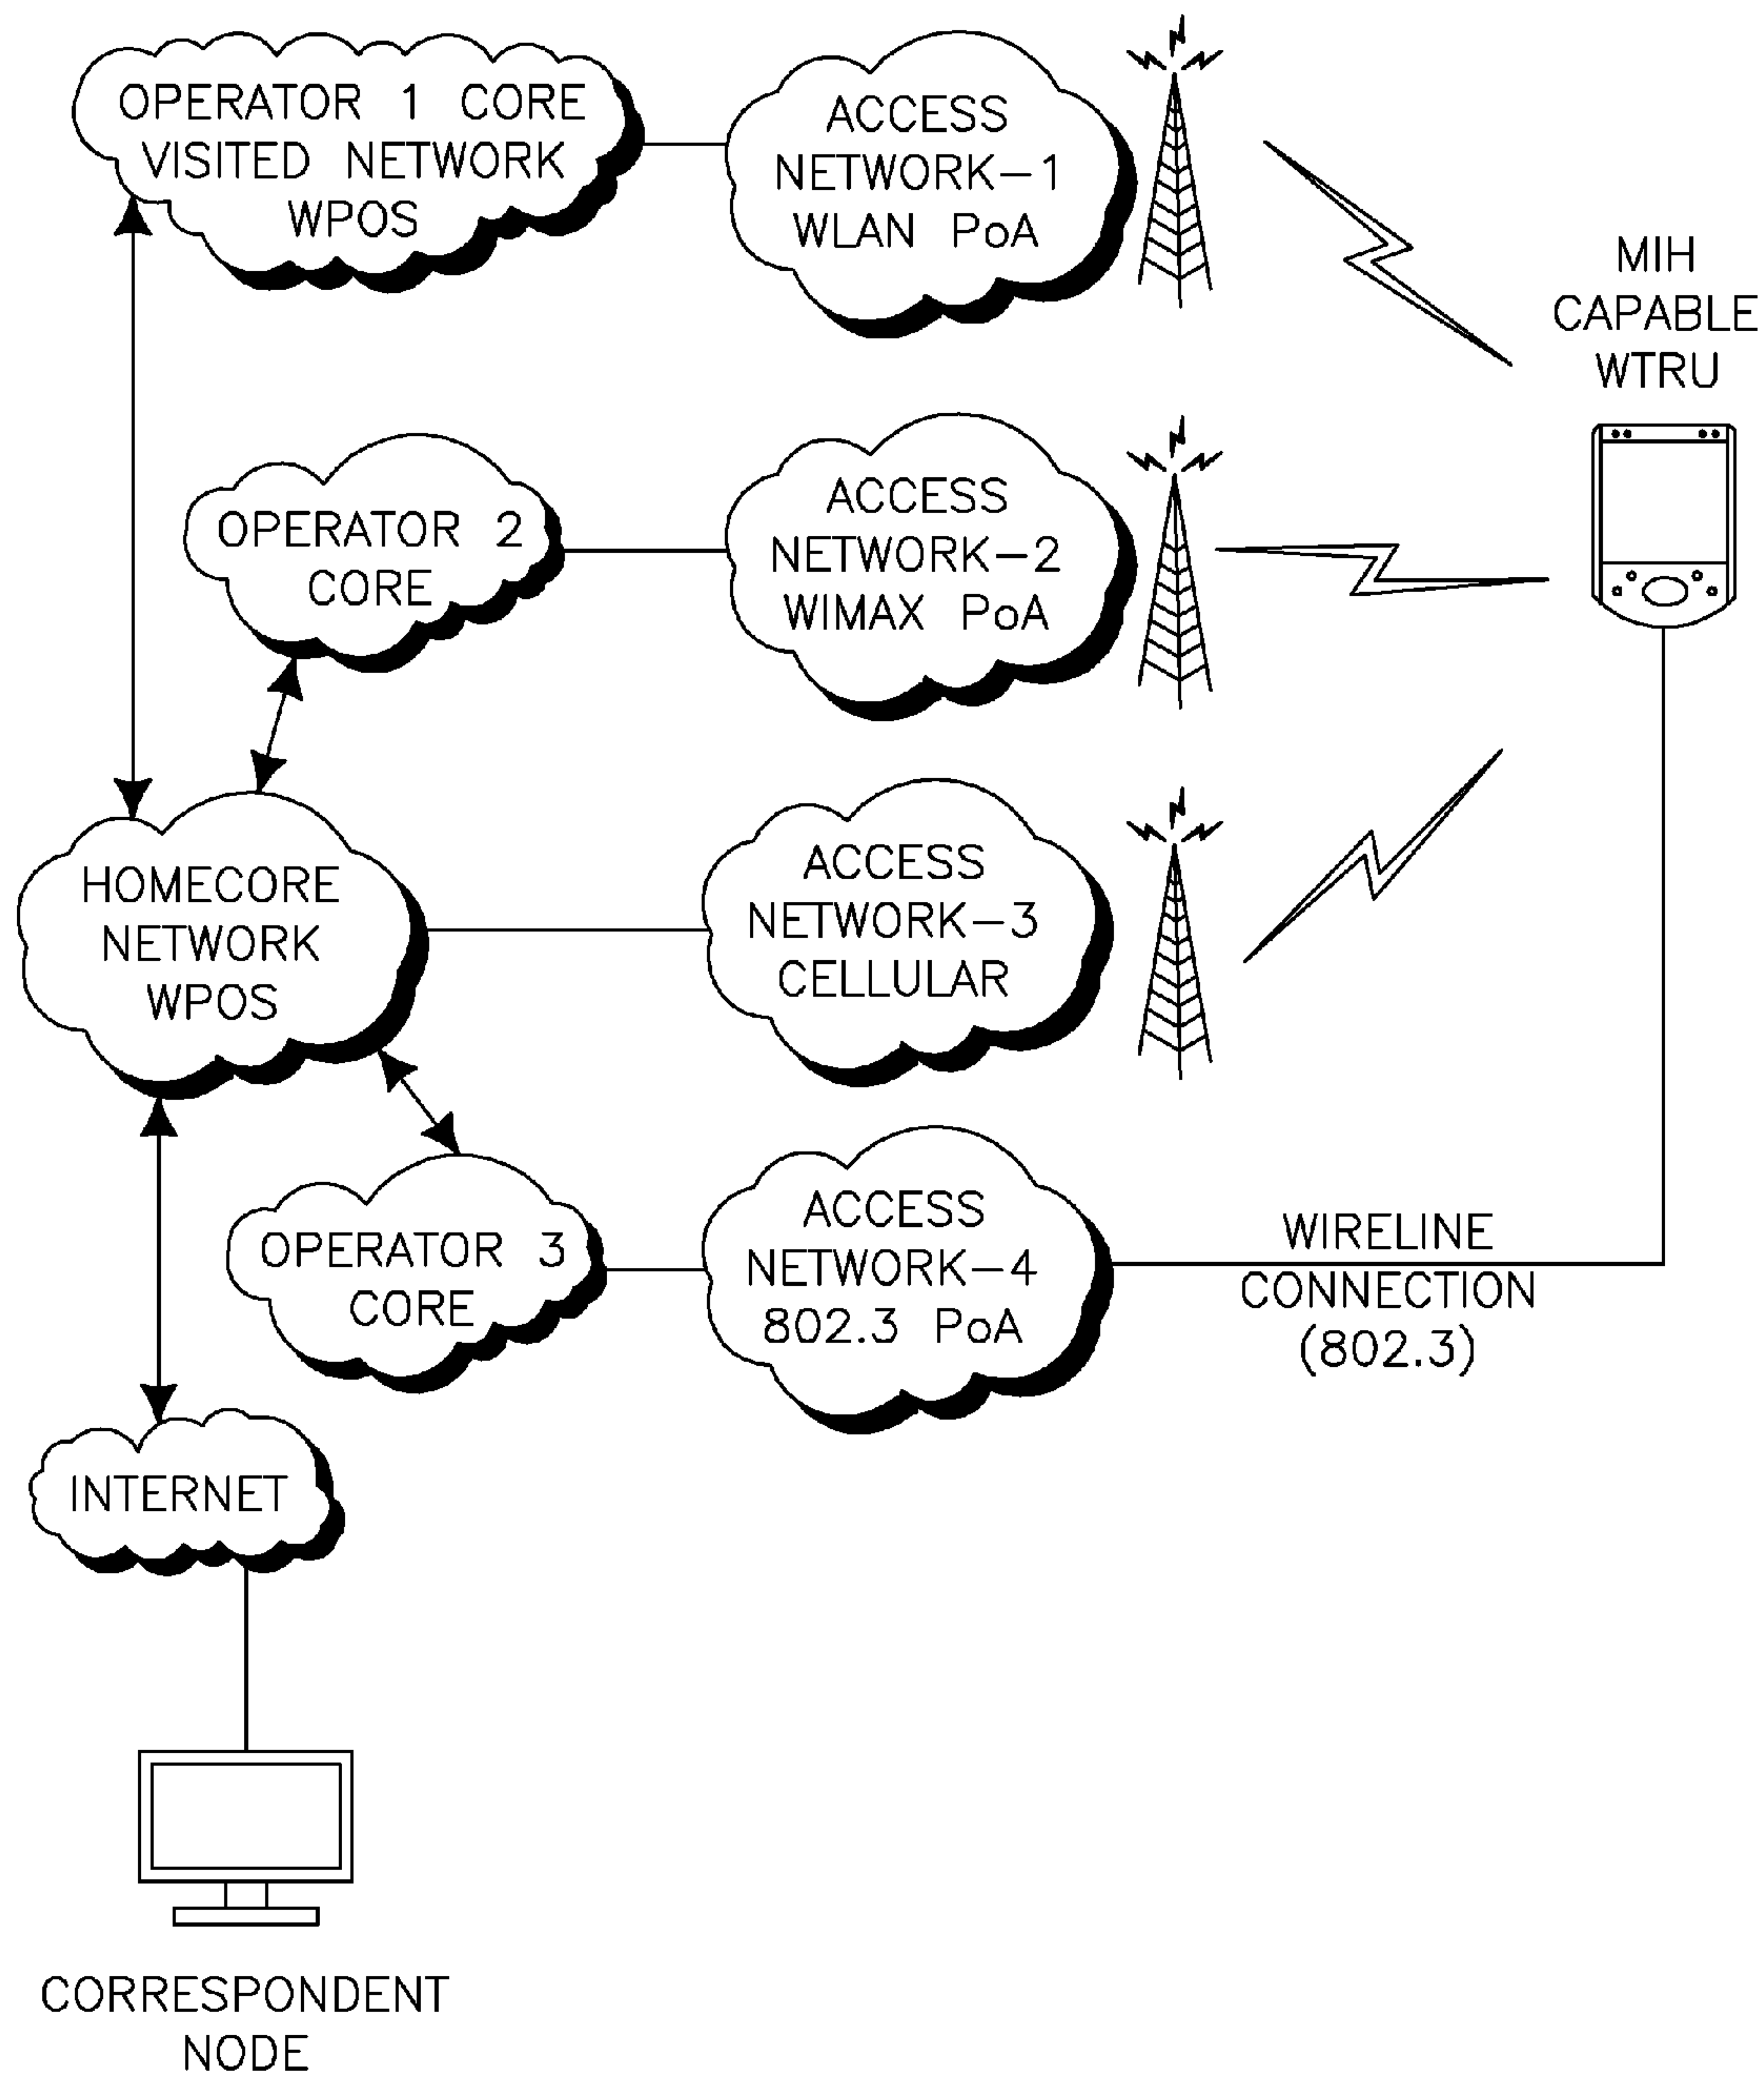 OPERATOR 1 CORE
VISITED NETWORK
WPOS
ACCESS
NETWORK-1
WLAN PoA
MIH
CAPABLE
WTRU
OPERATOR 2
CORE
ACCESS
NETWORK-2
WIMAX PoA
HOMECORE
NETWORK
WPOS
ACCESS
NETWORK-3
CELLULAR
OPERATOR 3
CORE
ACCESS
NETWORK-4
802.3 PoA
WIRELINE
CONNECTION
(802.3)
INTERNET
CORRESPONDENT
NODE